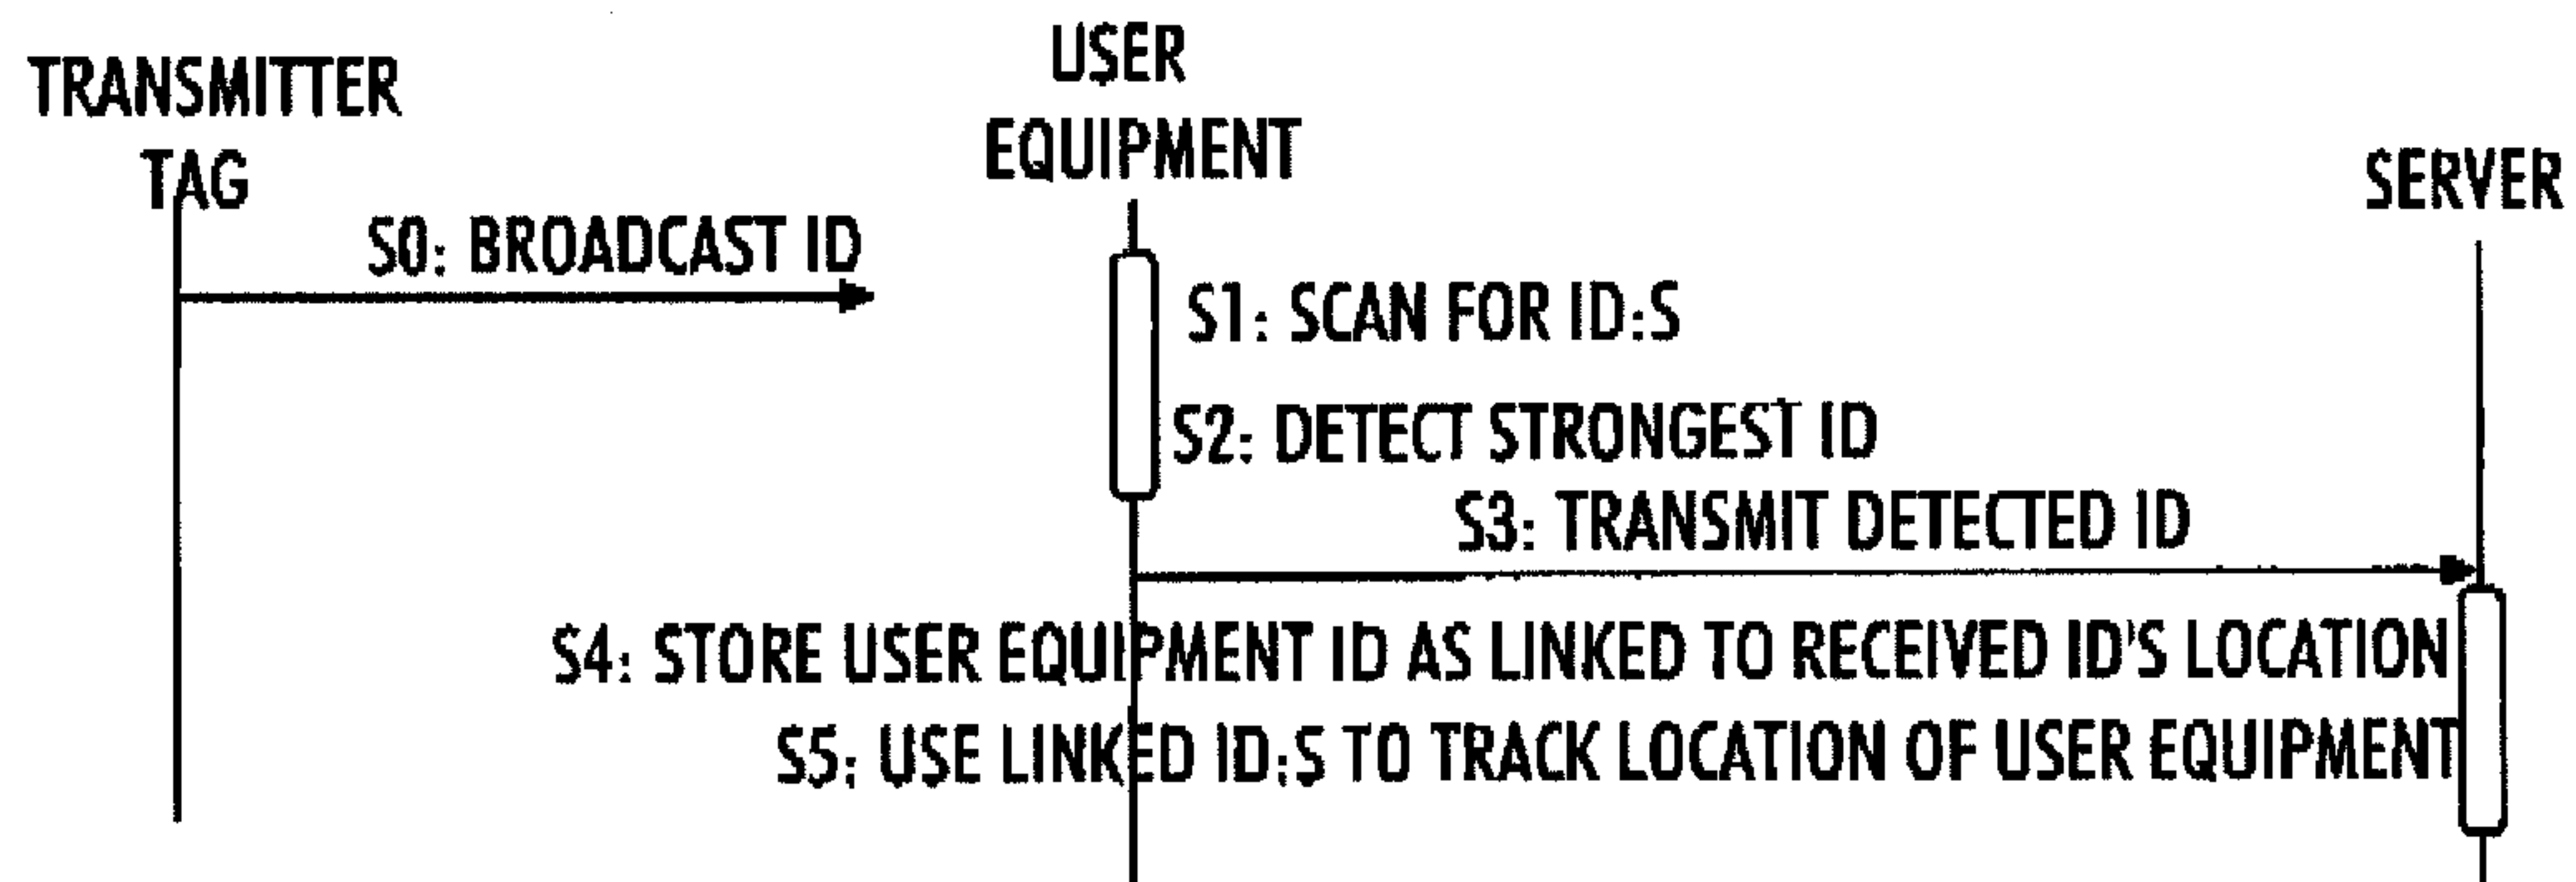 TRANSMITTER
TAG
USER
EQUIPMENT
SERVER
S0: BROADCAST ID
S1: SCAN FOR ID:S
S2: DETECT STRONGEST ID
S3: TRANSMIT DETECTED ID
S4: STORE USER EQUIPMENT ID AS LINKED TO RECEIVED ID'S LOCATION
S5: USE LINKED ID:S TO TRACK LOCATION OF USER EQUIPMENT